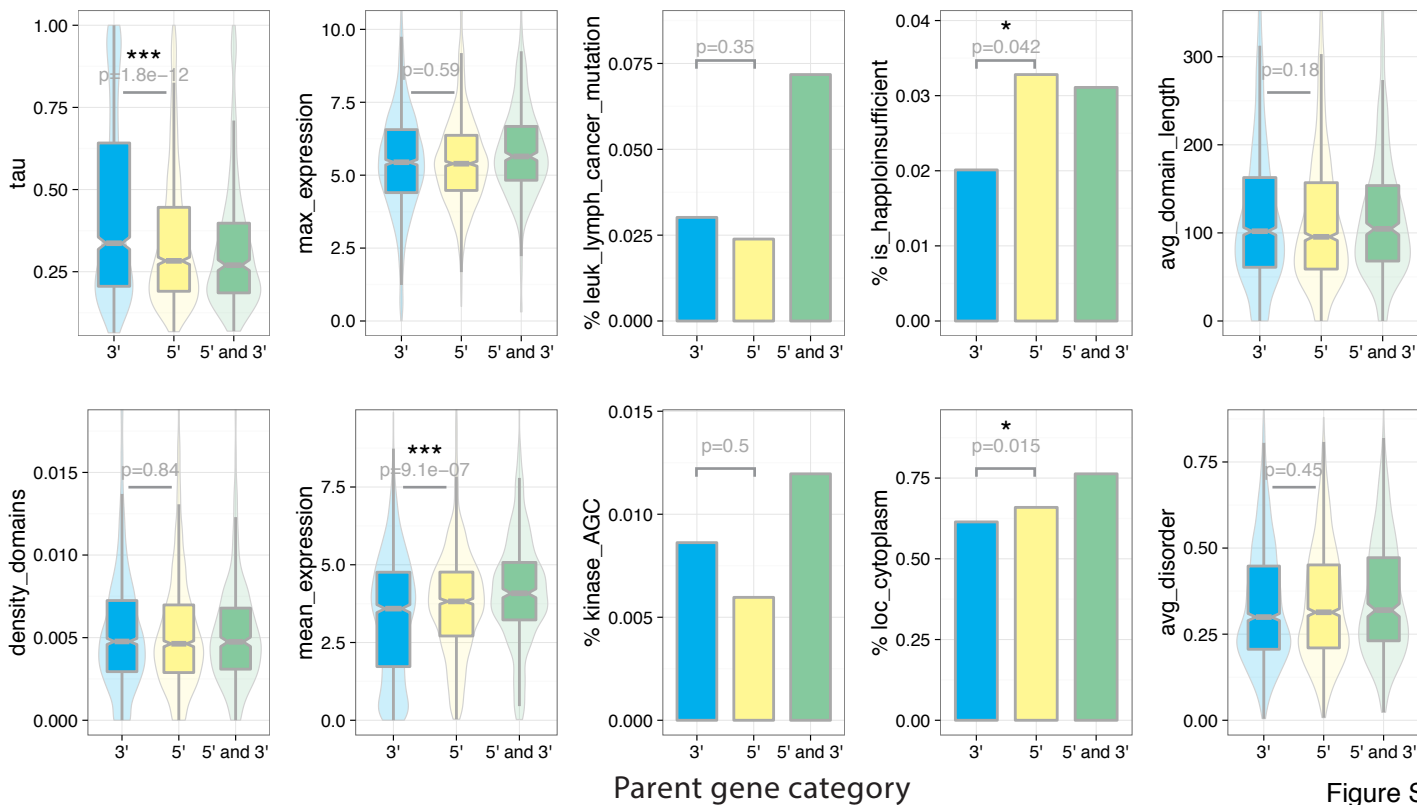 tau
1.00
0.75
0.50
0.25
***
p=1.8e-12
3' 5' 5' and 3'
max_expression
10.0
7.5
5.0
2.5
0.0
p=0.59
3' 5' 5' and 3'
% leuk_lymph_cancer_mutation
0.075
0.050
0.025
0.000
p=0.35
3' 5' 5' and 3'
% is_happloinsufficient
0.04
0.03
0.02
0.01
0.00
*
p=0.042
3' 5' 5' and 3'
avg_domain_length
300
200
100
0
p=0.18
3' 5' 5' and 3'
density_domains
0.015
0.010
0.005
0.000
p=0.84
3' 5' 5' and 3'
mean_expression
7.5
5.0
2.5
0.0
***
p=9.1e-07
3' 5' 5' and 3'
% kinase_AGC
0.015
0.010
0.005
0.000
p=0.5
3' 5' 5' and 3'
% loc_cytoplasm
0.75
0.50
0.25
0.00
*
p=0.015
3' 5' 5' and 3'
avg_disorder
0.75
0.50
0.25
0.00
p=0.45
3' 5' 5' and 3'
Parent gene category
Figure S